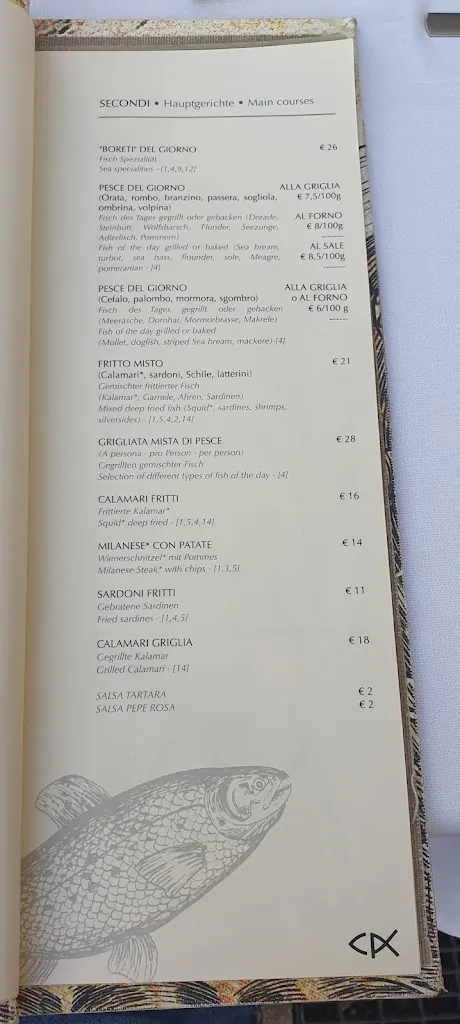 SECONDI • Hauptgerichte • Main courses
"BORETI" DEL GIORNO € 26
Fisch Spezialität
Sea specialities - [1,4,9,12]
PESCE DEL GIORNO ALLA GRIGLIA
(Orata, rombo, branzino, passera, sogliola, € 7,5/100g
ombrina, volpina)
Fisch des Tages gegrillt oder gebacken (Dorade, AL FORNO
Steinbutt, Wolfsbarsch, Flunder, Seezunge, € 8/100g
Adlerfisch, Pommern) -------
Fish of the day grilled or baked (Sea bream, AL SALE
turbot, sea bass, flounder, sole, Meagre, € 8,5/100g
pomeranian - [4] -------
PESCE DEL GIORNO ALLA GRIGLIA
(Cefalo, palombo, mormora, sgombro) o AL FORNO
Fisch des Tages gegrillt oder gebacken € 6/100 g
(Meeräsche, Dornhai, Mormorbrasse, Makrele) ------
Fish of the day grilled or baked
(Mullet, dogfish, striped Sea bream, mackere)-[4]
FRITTO MISTO € 21
(Calamari*, sardoni, Schile, latterini)
Gemischter frittierter Fisch
(Kalamar*, Garnele, Ahren, Sardinen)
Mixed deep fried fish (Squid*, sardines, shrimps,
silversides) - [1,5,4,2,14]
GRIGLIATA MISTA DI PESCE € 28
(A persona - pro Person - per person)
Gegrillten gemischter Fisch
Selection of different types of fish of the day - [4]
CALAMARI FRITTI € 16
Frittierte Kalamar*
Squid* deep fried - [1,5,4,14]
MILANESE* CON PATATE € 14
Wienerschnitzel* mit Pommes
Milanese Steak* with chips - [1,3,5]
SARDONI FRITTI € 11
Gebratene Sardinen
Fried sardines - [1,4,5]
CALAMARI GRIGLIA € 18
Gegrillte Kalamar
Grilled Calamari - [14]
SALSA TARTARA € 2
SALSA PEPE ROSA € 2